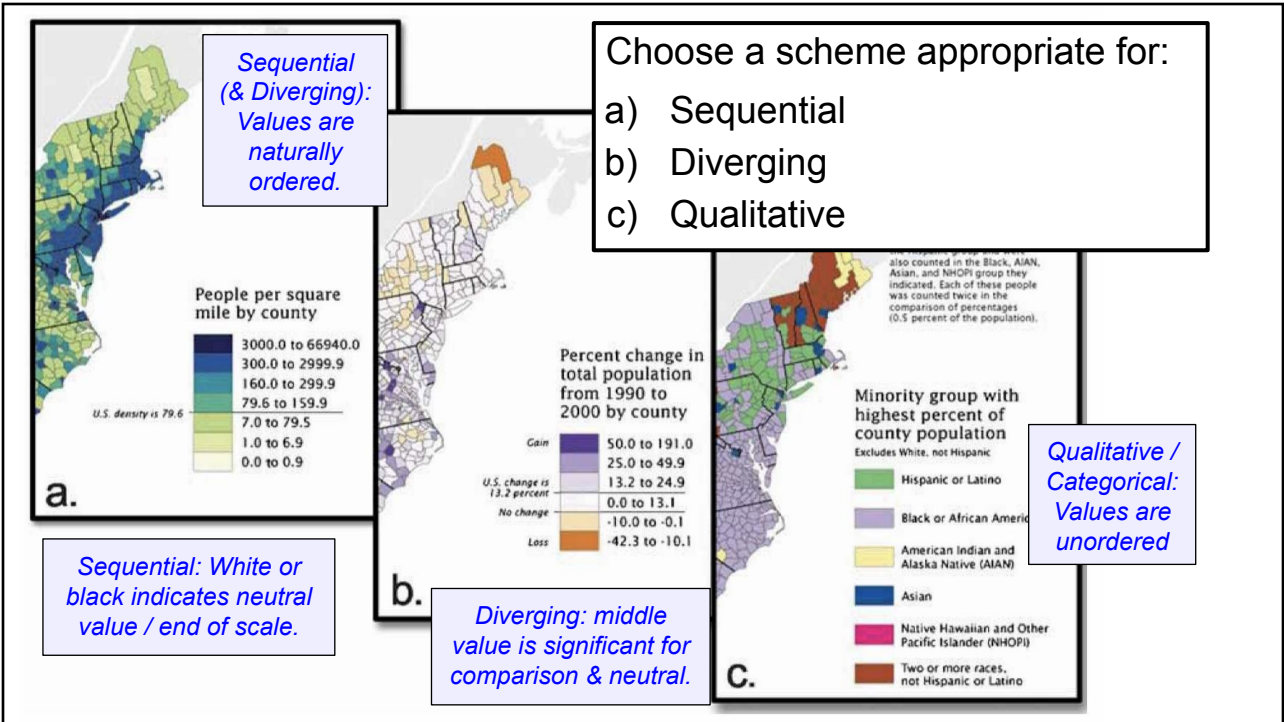 Choose a scheme appropriate for:
a) Sequential
b) Diverging
c) Qualitative
Sequential
(& Diverging):
Values are
naturally
ordered.
People per square
mile by county
3000.0 to 66940.0
300.0 to 2999.9
160.0 to 299.9
79.6 to 159.9
U.S. density is 79.6
7.0 to 79.5
1.0 to 6.9
0.0 to 0.9
a.
Sequential: White or
black indicates neutral
value / end of scale.
Percent change in
total population
from 1990 to
2000 by county
Gain
50.0 to 191.0
25.0 to 49.9
13.2 to 24.9
U.S. change is
13.2 percent
0.0 to 13.1
No change
-10.0 to -0.1
Loss
-42.3 to -10.1
b.
Diverging: middle
value is significant for
comparison & neutral.
also counted in the Black, AIAN,
Asian, and NHOPI group they
indicated. Each of these people
was counted twice in the
comparison of percentages
(0.5 percent of the population).
Minority group with
highest percent of
county population
Excludes White, not Hispanic
Hispanic or Latino
Black or African Americ
American Indian and
Alaska Native (AIAN)
Asian
Native Hawaiian and Other
Pacific Islander (NHOPI)
Two or more races,
not Hispanic or Latino
c.
Qualitative /
Categorical:
Values are
unordered